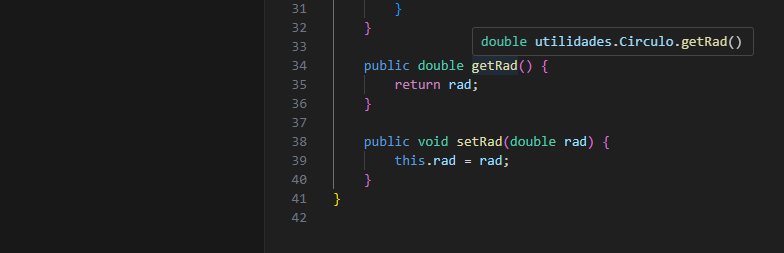 31 }
32 }
33
double utilidades.Circulo.getRad()
34 public double getRad() {
35 return rad;
36 }
37
38 public void setRad(double rad) {
39 this.rad = rad;
40 }
41 }
42